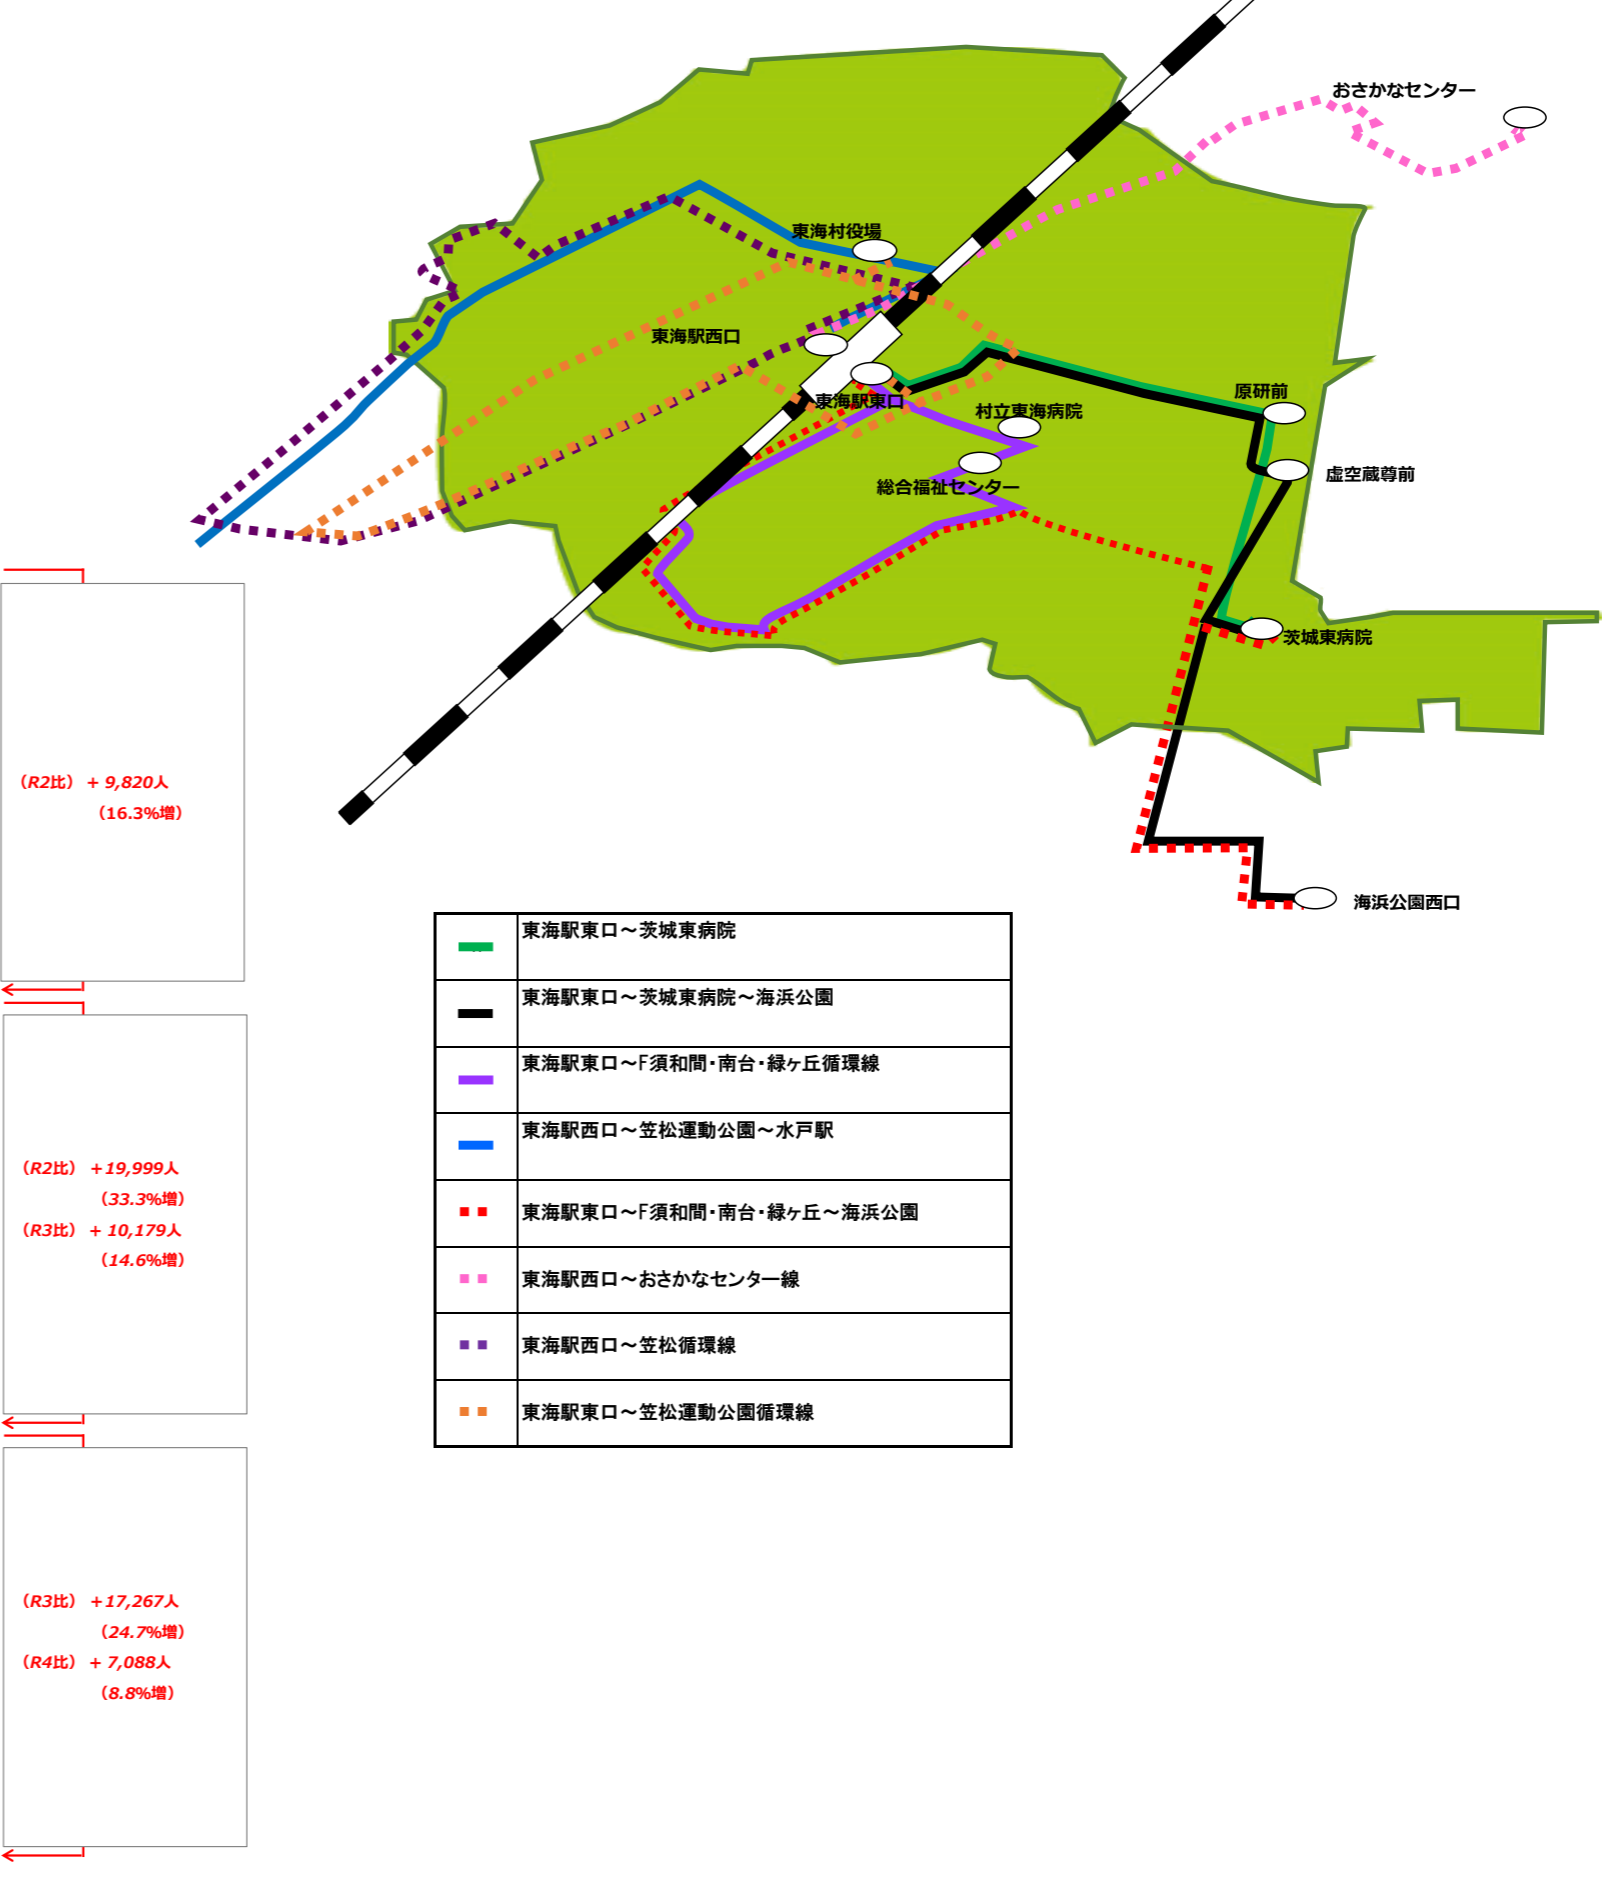 おさかなセンター
東海村役場
東海駅西口
原研前
東海駅東口
村立東海病院
虚空蔵尊前
総合福祉センター
茨城東病院
海浜公園西口
（R2比）+ 9,820人
（16.3%増）
（R2比）+19,999人
（33.3%増）
（R3比）+ 10,179人
（14.6%増）
（R3比）+17,267人
（24.7%増）
（R4比）+ 7,088人
（8.8%増）
東海駅東口～茨城東病院
東海駅東口～茨城東病院～海浜公園
東海駅東口～F須和間・南台・緑ヶ丘循環線
東海駅西口～笠松運動公園～水戸駅
東海駅東口～F須和間・南台・緑ヶ丘～海浜公園
東海駅西口～おさかなセンター線
東海駅西口～笠松循環線
東海駅東口～笠松運動公園循環線